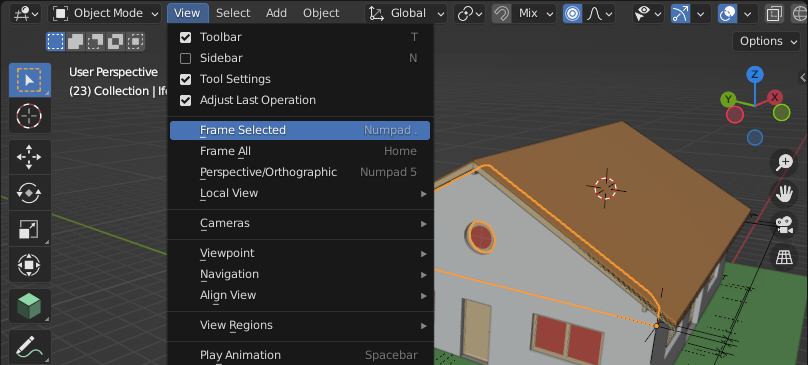 Object Mode View Select Add Object Global Mix
Options
User Perspective
(23) Collection | Ifc
Toolbar T
Sidebar N
Tool Settings
Adjust Last Operation
Frame Selected Numpad .
Frame All Home
Perspective/Orthographic Numpad 5
Local View
Cameras
Viewpoint
Navigation
Align View
View Regions
Play Animation Spacebar
Z
Y
X